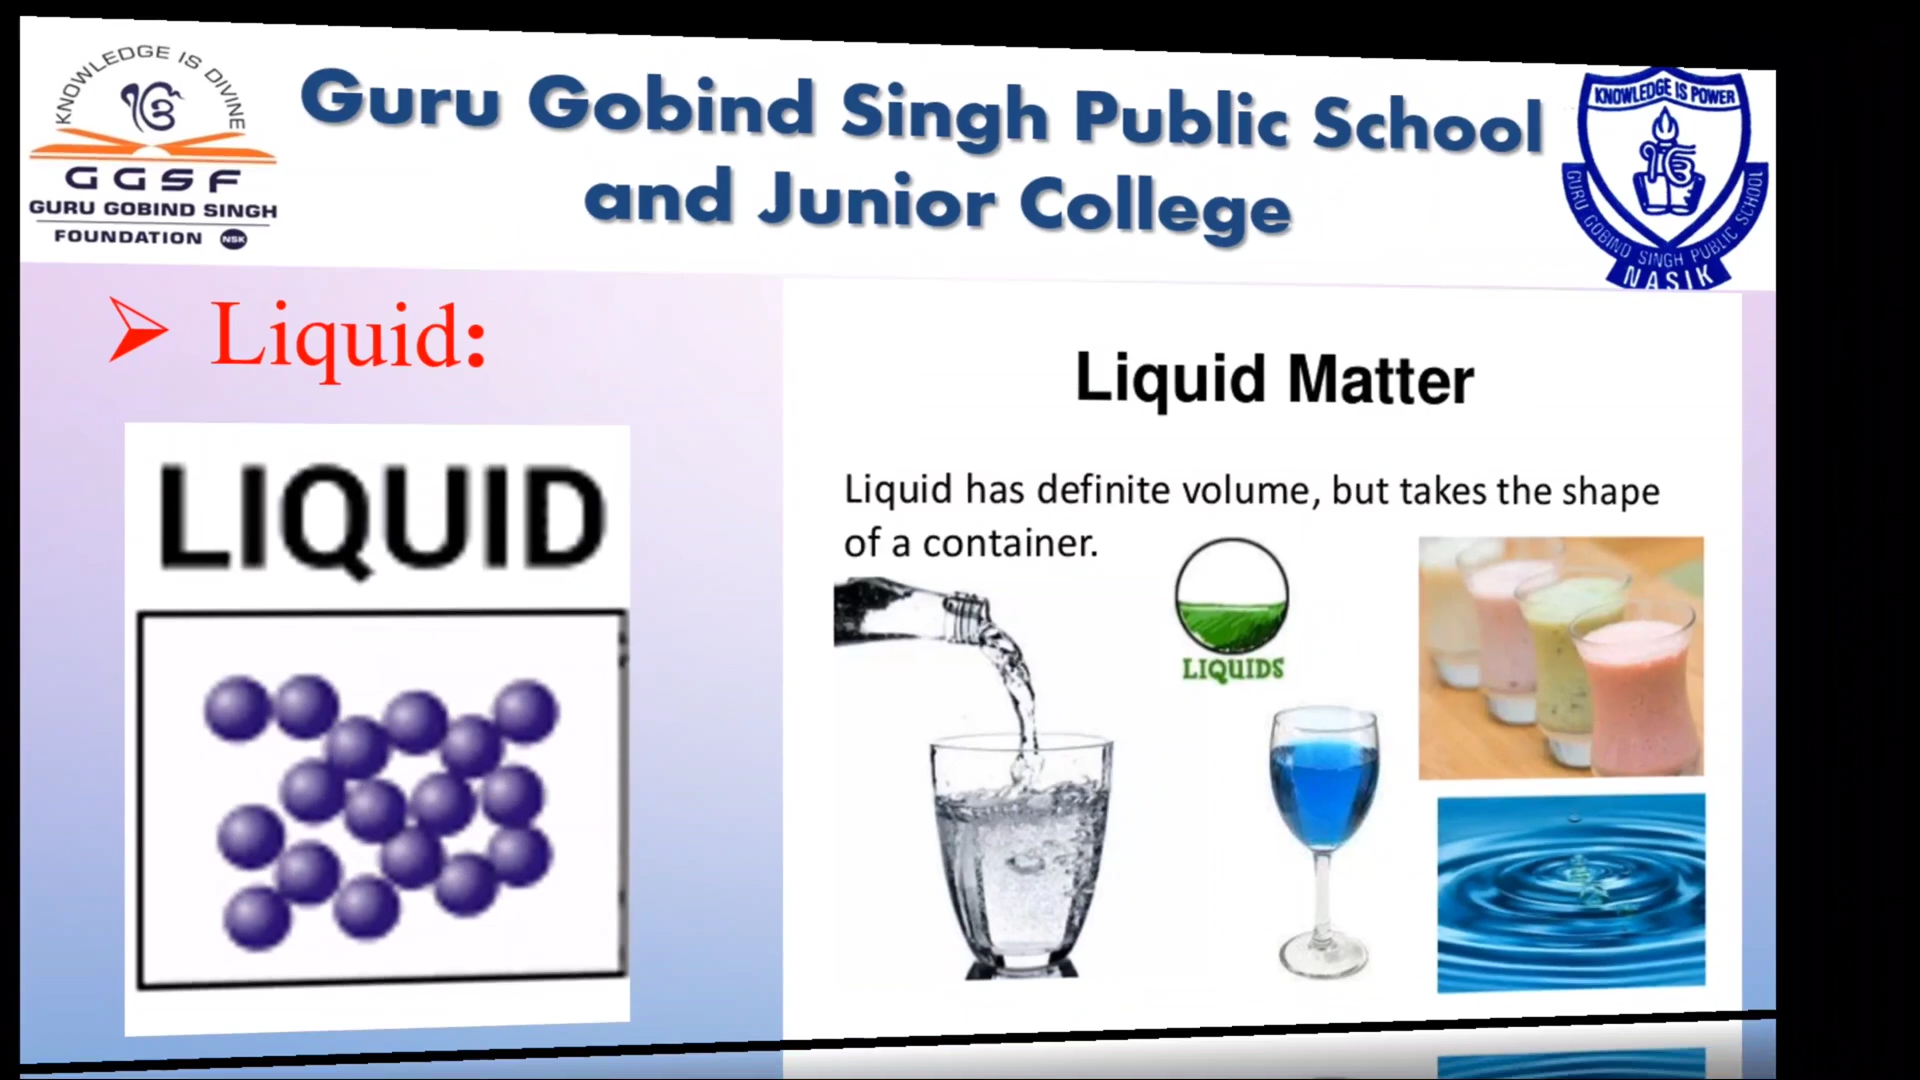 KNOWLEDGE IS DIVINE
GGSF
GURU GOBIND SINGH
FOUNDATION NSK
Guru Gobind Singh Public School
and Junior College
KNOWLEDGE IS POWER
ੴ
GURU GOBIND SINGH PUBLIC SCHOOL
NASIK
➢ Liquid:
LIQUID
Liquid Matter
Liquid has definite volume, but takes the shape
of a container.
LIQUIDS